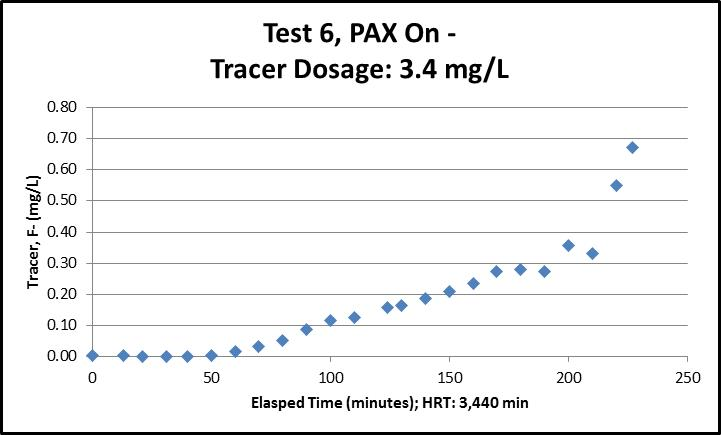 Test 6, PAX On -
Tracer Dosage: 3.4 mg/L
0.80
0.70
0.60
0.50
0.40
0.30
0.20
0.10
0.00
Tracer, F- (mg/L)
0 50 100 150 200 250
Elasped Time (minutes); HRT: 3,440 min